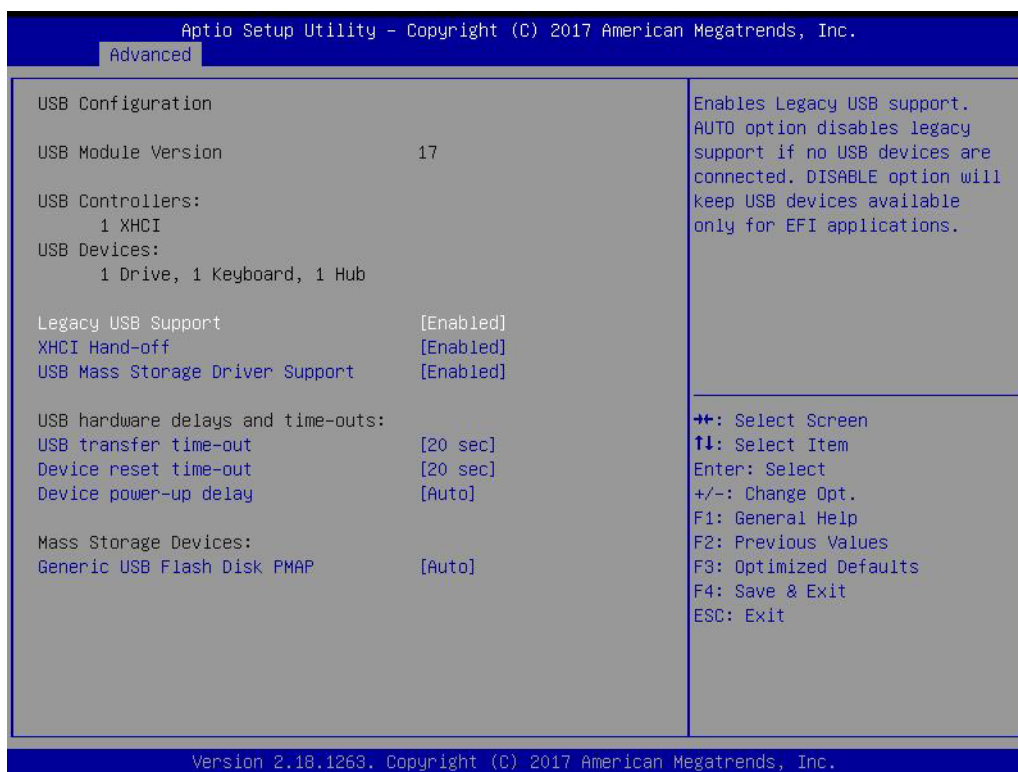 Aptio Setup Utility – Copyright (C) 2017 American Megatrends, Inc.
Advanced
USB Configuration
USB Module Version 17
USB Controllers:
1 XHCI
USB Devices:
1 Drive, 1 Keyboard, 1 Hub
Legacy USB Support [Enabled]
XHCI Hand-off [Enabled]
USB Mass Storage Driver Support [Enabled]
USB hardware delays and time-outs:
USB transfer time-out [20 sec]
Device reset time-out [20 sec]
Device power-up delay [Auto]
Mass Storage Devices:
Generic USB Flash Disk PMAP [Auto]
Enables Legacy USB support.
AUTO option disables legacy
support if no USB devices are
connected. DISABLE option will
keep USB devices available
only for EFI applications.
→←: Select Screen
↑↓: Select Item
Enter: Select
+/-: Change Opt.
F1: General Help
F2: Previous Values
F3: Optimized Defaults
F4: Save & Exit
ESC: Exit
Version 2.18.1263. Copyright (C) 2017 American Megatrends, Inc.